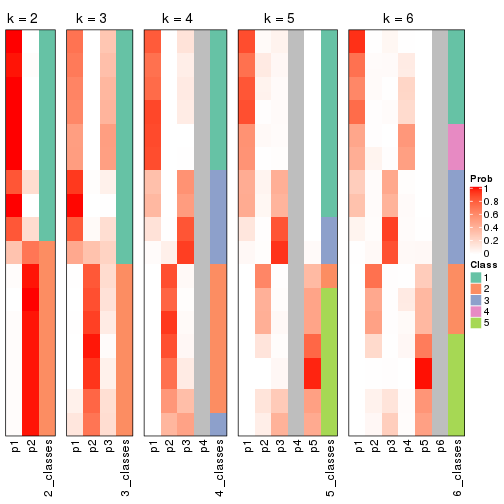 k = 2
k = 3
k = 4
k = 5
k = 6
Prob
1
0.8
0.6
0.4
0.2
0
Class
1
2
3
4
5
p1
p2
2_classes
p1
p2
p3
3_classes
p1
p2
p3
p4
4_classes
p1
p2
p3
p4
p5
5_classes
p1
p2
p3
p4
p5
p6
6_classes